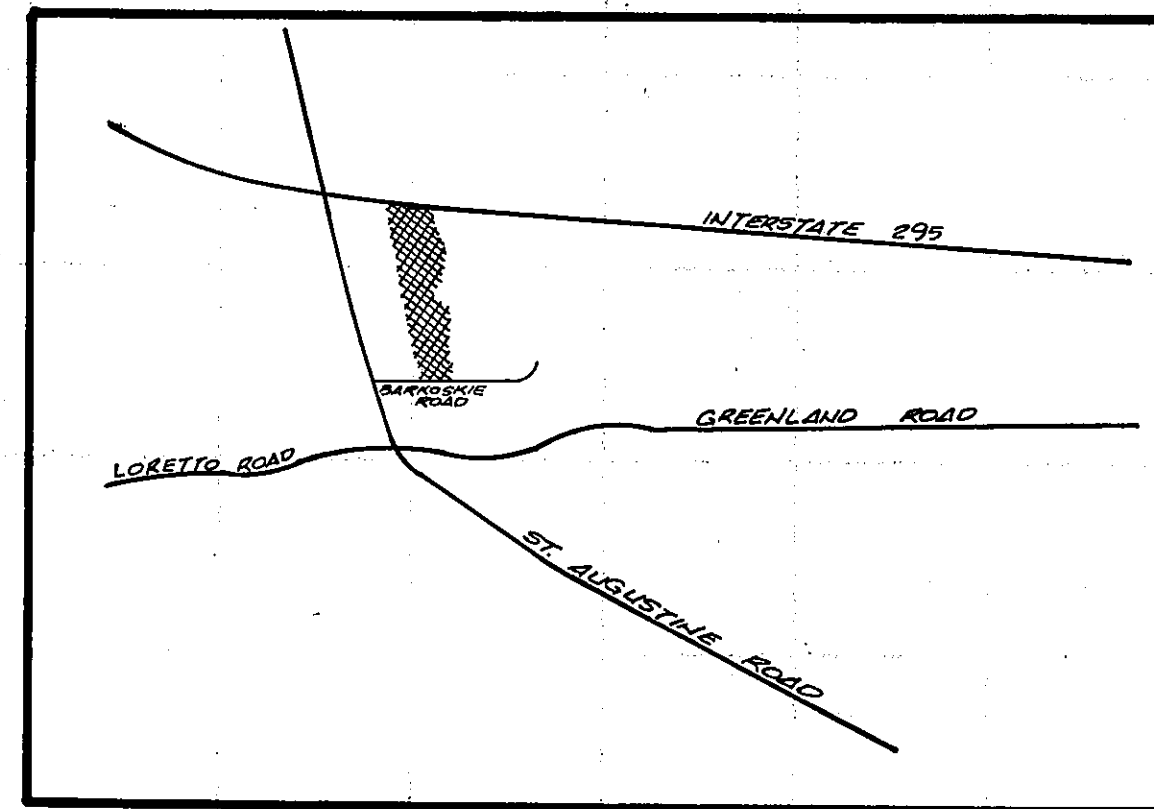 INTERSTATE 295
BARKOSKIE
ROAD
GREENLAND ROAD
LORETTO ROAD
ST. AUGUSTINE ROAD